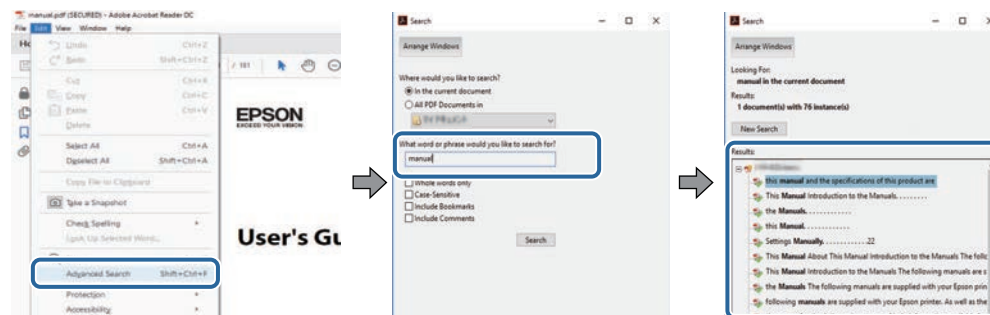 manual.pdf (SECURED) - Adobe Acrobat Reader DC
File Edit View Window Help
Undo Ctrl+Z
Redo Shift+Ctrl+Z
Cut Ctrl+X
Copy Ctrl+C
Paste Ctrl+V
Delete
Select All Ctrl+A
Deselect All Shift+Ctrl+A
Copy File to Clipboard
Take a Snapshot
Check Spelling
Look Up Selected Word...
Advanced Search Shift+Ctrl+F
Protection
Accessibility
/ 181
EPSON
EXCEED YOUR VISION
User's Gu
Search
Arrange Windows
Where would you like to search?
In the current document
All PDF Documents in
What word or phrase would you like to search for?
manual
Whole words only
Case-Sensitive
Include Bookmarks
Include Comments
Search
Search
Arrange Windows
Looking For:
manual in the current document
Results:
1 document(s) with 76 instance(s)
New Search
Results:
this manual and the specifications of this product are
This Manual Introduction to the Manuals.........
the Manuals............
this Manual............
Settings Manually............22
This Manual About This Manual Introduction to the Manuals The follo
This Manual Introduction to the Manuals The following manuals are s
the Manuals The following manuals are supplied with your Epson prin
following manuals are supplied with your Epson printer. As well as the